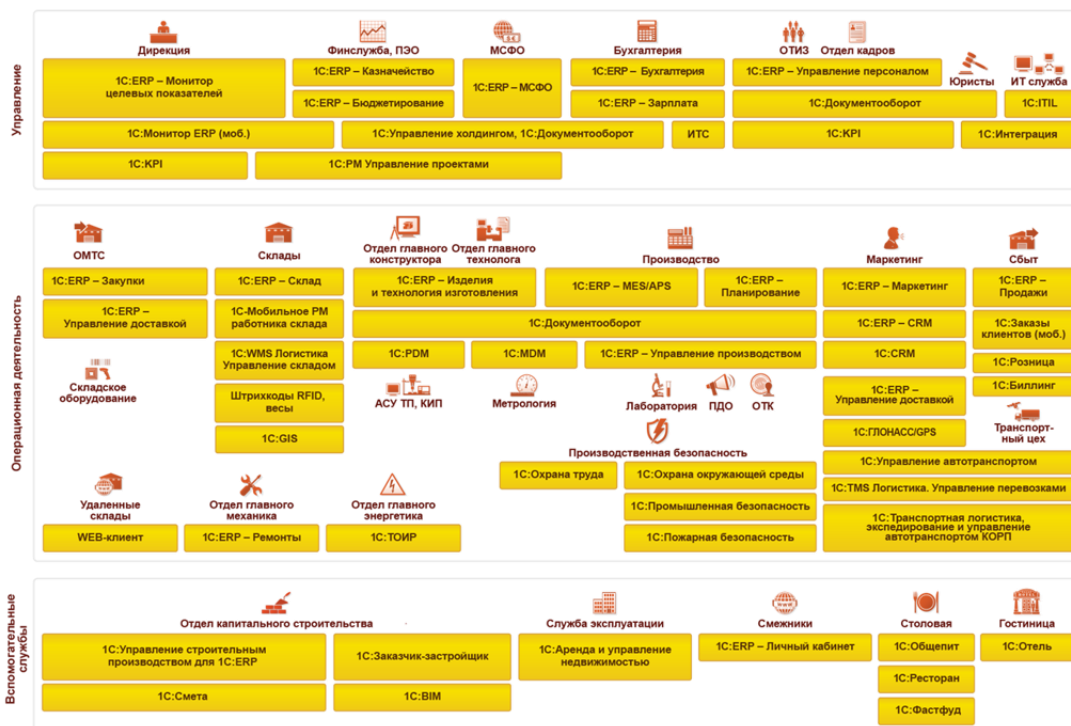 Управление
Дирекция
Финслужба, ПЭО
МСФО
Бухгалтерия
ОТИЗ
Отдел кадров
Юристы
ИТ служба
1С:ERP – Монитор
целевых показателей
1С:ERP – Казначейство
1С:ERP – Бюджетирование
1С:ERP – МСФО
1С:ERP – Бухгалтерия
1С:ERP – Зарплата
1С:ERP – Управление персоналом
1С:Документооборот
1С:ITIL
1С:Монитор ERP (моб.)
1С:Управление холдингом, 1С:Документооборот
ИТС
1С:KPI
1С:Интеграция
1С:KPI
1С:PM Управление проектами
Операционная деятельность
ОМТС
1С:ERP – Закупки
1С:ERP –
Управление доставкой
Складское
оборудование
Склады
1С:ERP – Склад
1С-Мобильное РМ
работника склада
1С:WMS Логистика
Управление складом
Штрихкоды RFID,
весы
1С:GIS
Отдел главного
конструктора
Отдел главного
технолога
1С:ERP – Изделия
и технология изготовления
Производство
1С:ERP – MES/APS
1С:ERP –
Планирование
1С:Документооборот
1С:PDM
1С:MDM
1С:ERP – Управление производством
АСУ ТП, КИП
Метрология
Лаборатория
ПДО
ОТК
Производственная безопасность
1С:Охрана труда
1С:Охрана окружающей среды
1С:Промышленная безопасность
1С:Пожарная безопасность
Маркетинг
1С:ERP – Маркетинг
1С:ERP – CRM
1С:CRM
1С:ERP –
Управление доставкой
1С:ГЛОНАСС/GPS
Сбыт
1С:ERP –
Продажи
1С:Заказы
клиентов (моб.)
1С:Розница
1С:Биллинг
Транспорт-
ный цех
1С:Управление автотранспортом
1С:TMS Логистика. Управление перевозками
1С:Транспортная логистика,
экспедирование и управление
автотранспортом КОРП
Удаленные
склады
WEB-клиент
Отдел главного
механика
1С:ERP – Ремонты
Отдел главного
энергетика
1С:ТОИР
Вспомогательные
службы
Отдел капитального строительства
1С:Управление строительным
производством для 1С:ERP
1С:Заказчик-застройщик
1С:Смета
1С:BIM
Служба эксплуатации
1С:Аренда и управление
недвижимостью
Смежники
1С:ERP – Личный кабинет
Столовая
1С:Общепит
1С:Ресторан
1С:Фастфуд
Гостиница
1С:Отель